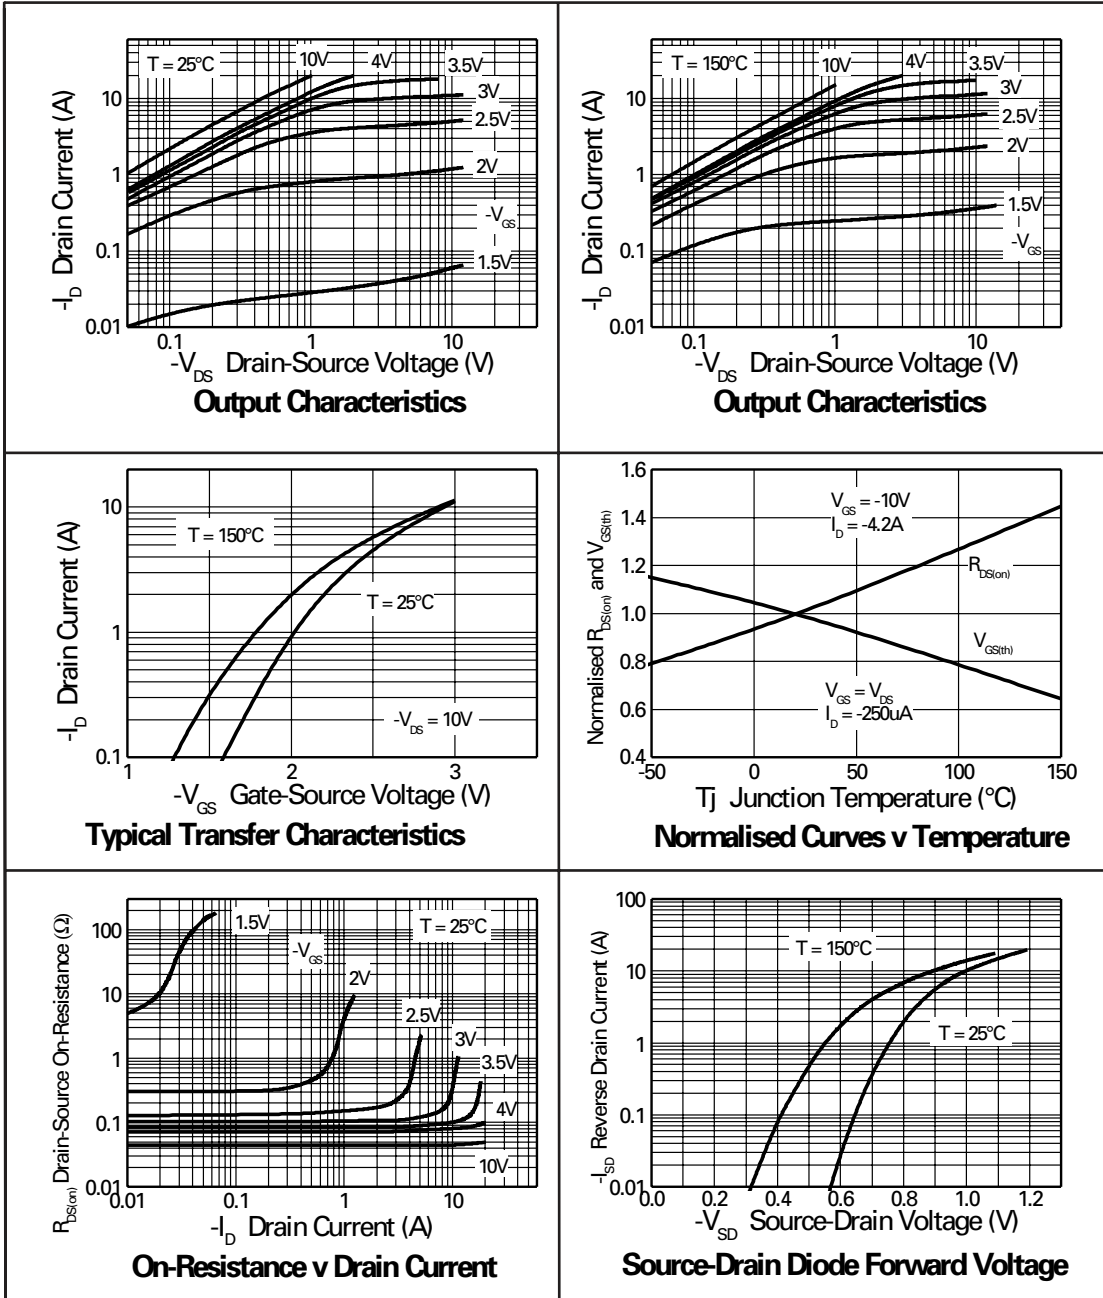 T = 25°C
10V
4V
3.5V
3V
2.5V
2V
-VGS
1.5V
10
1
0.1
0.01
0.1
1
10
-ID Drain Current (A)
-VDS Drain-Source Voltage (V)
Output Characteristics
T = 150°C
10V
4V
3.5V
3V
2.5V
2V
1.5V
-VGS
10
1
0.1
0.01
0.1
1
10
-ID Drain Current (A)
-VDS Drain-Source Voltage (V)
Output Characteristics
T = 150°C
T = 25°C
-VDS = 10V
10
1
0.1
1
2
3
-ID Drain Current (A)
-VGS Gate-Source Voltage (V)
Typical Transfer Characteristics
1.6
1.4
1.2
1.0
0.8
0.6
0.4
-50
0
50
100
150
VGS = -10V
ID = -4.2A
RDS(on)
VGS(th)
VGS = VDS
ID = -250uA
Normalised RDS(on) and VGS(th)
Tj Junction Temperature (°C)
Normalised Curves v Temperature
1.5V
T = 25°C
-VGS
2V
2.5V
3V
3.5V
4V
10V
100
10
1
0.1
0.01
0.01
0.1
1
10
RDS(on) Drain-Source On-Resistance (Ω)
-ID Drain Current (A)
On-Resistance v Drain Current
100
10
1
0.1
0.01
0.0
0.2
0.4
0.6
0.8
1.0
1.2
T = 150°C
T = 25°C
-ISD Reverse Drain Current (A)
-VSD Source-Drain Voltage (V)
Source-Drain Diode Forward Voltage